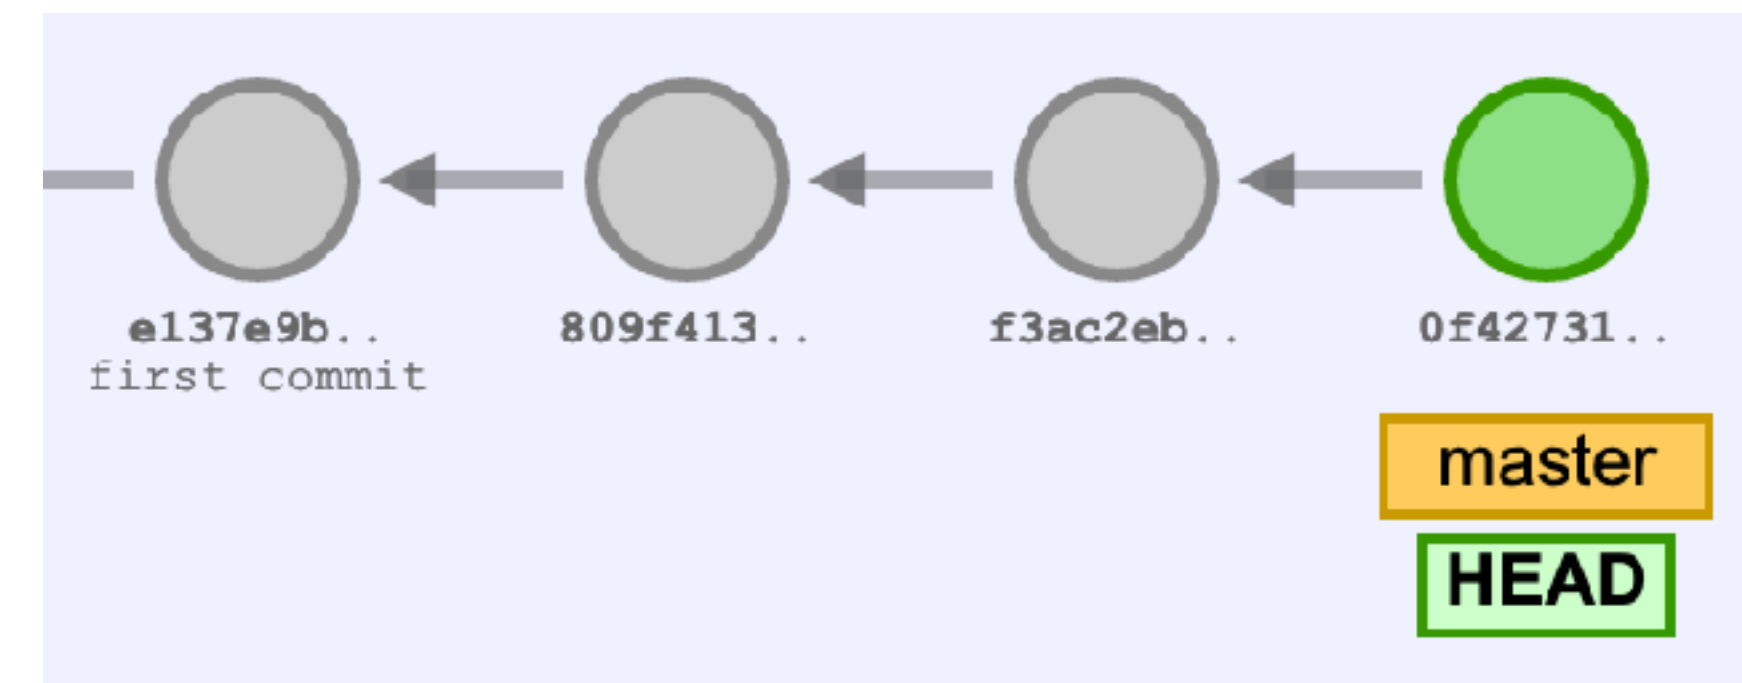 e137e9b..
first commit
809f413..
f3ac2eb..
0f42731..
master
HEAD